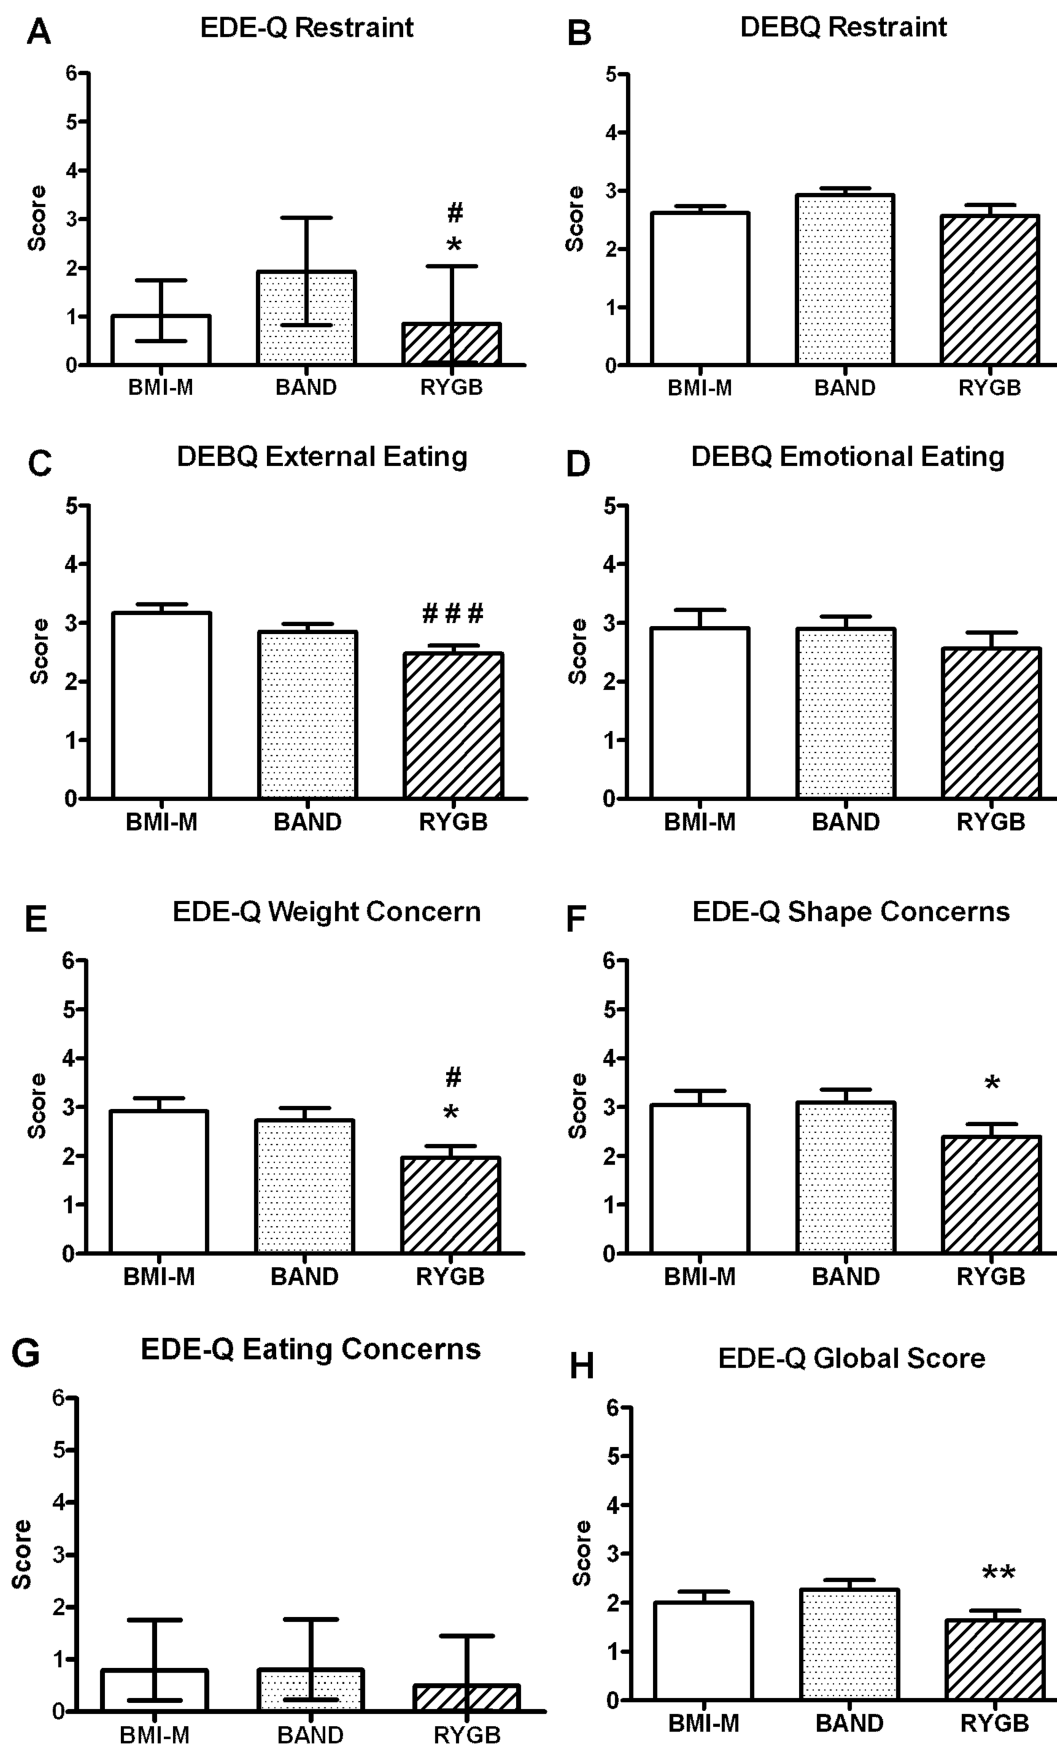 A
EDE-Q Restraint
Score
6
5
4
3
2
1
0
#
*
BMI-M
BAND
RYGB
B
DEBQ Restraint
Score
5
4
3
2
1
0
BMI-M
BAND
RYGB
C
DEBQ External Eating
Score
5
4
3
2
1
0
# # #
BMI-M
BAND
RYGB
D
DEBQ Emotional Eating
Score
5
4
3
2
1
0
BMI-M
BAND
RYGB
E
EDE-Q Weight Concern
Score
6
5
4
3
2
1
0
#
*
BMI-M
BAND
RYGB
F
EDE-Q Shape Concerns
Score
6
5
4
3
2
1
0
*
BMI-M
BAND
RYGB
G
EDE-Q Eating Concerns
Score
6
5
4
3
2
1
0
BMI-M
BAND
RYGB
H
EDE-Q Global Score
Score
6
5
4
3
2
1
0
**
BMI-M
BAND
RYGB